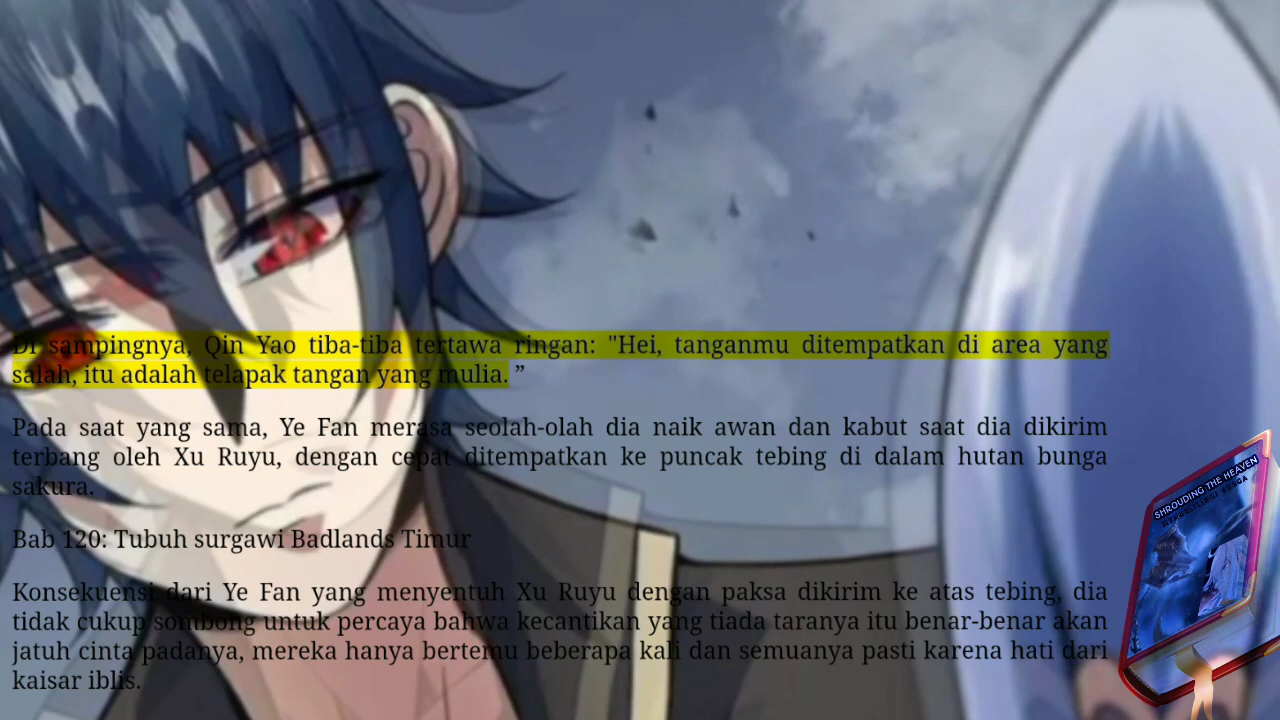 Di sampingnya, Qin Yao tiba-tiba tertawa ringan: "Hei, tanganmu ditempatkan di area yang
salah, itu adalah telapak tangan yang mulia. ”
Pada saat yang sama, Ye Fan merasa seolah-olah dia naik awan dan kabut saat dia dikirim
terbang oleh Xu Ruyu, dengan cepat ditempatkan ke puncak tebing di dalam hutan bunga
sakura.
Bab 120: Tubuh surgawi Badlands Timur
Konsekuensi dari Ye Fan yang menyentuh Xu Ruyu dengan paksa dikirim ke atas tebing, dia
tidak cukup sombong untuk percaya bahwa kecantikan yang tiada taranya itu benar-benar akan
jatuh cinta padanya, mereka hanya bertemu beberapa kali dan semuanya pasti karena hati dari
kaisar iblis.
SHROUDING THE HEAVEN